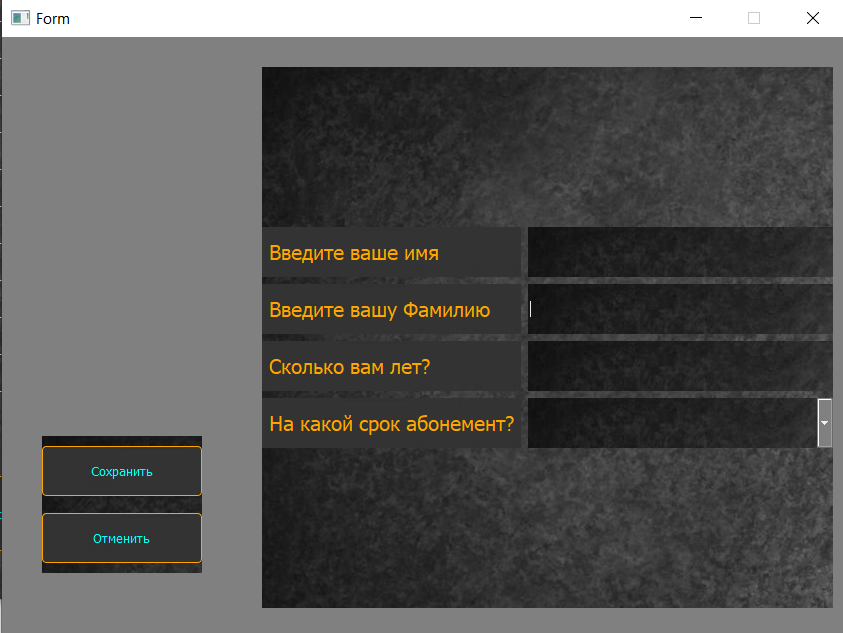 Form
Введите ваше имя
Введите вашу Фамилию
Сколько вам лет?
На какой срок абонемент?
Сохранить
Отменить